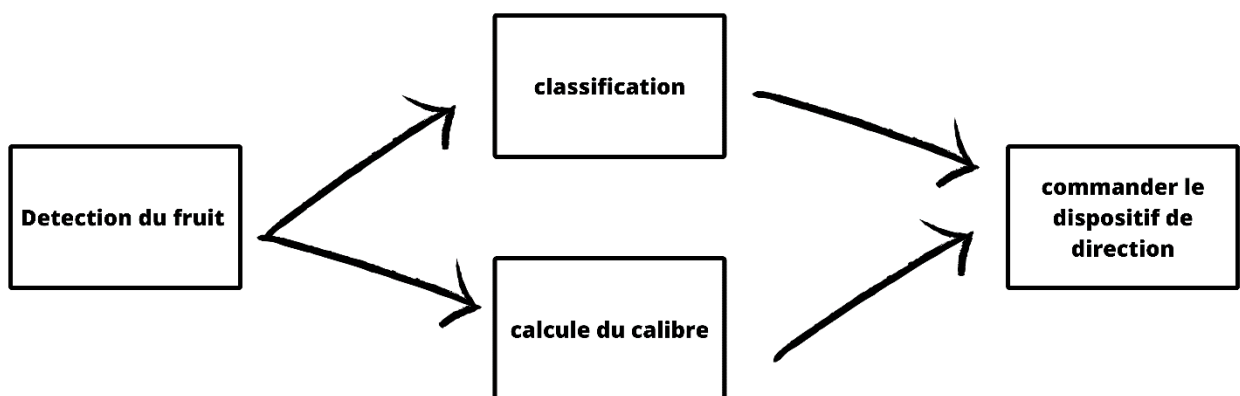 classification
Detection du fruit
commander le
dispositif de
direction
calcule du calibre